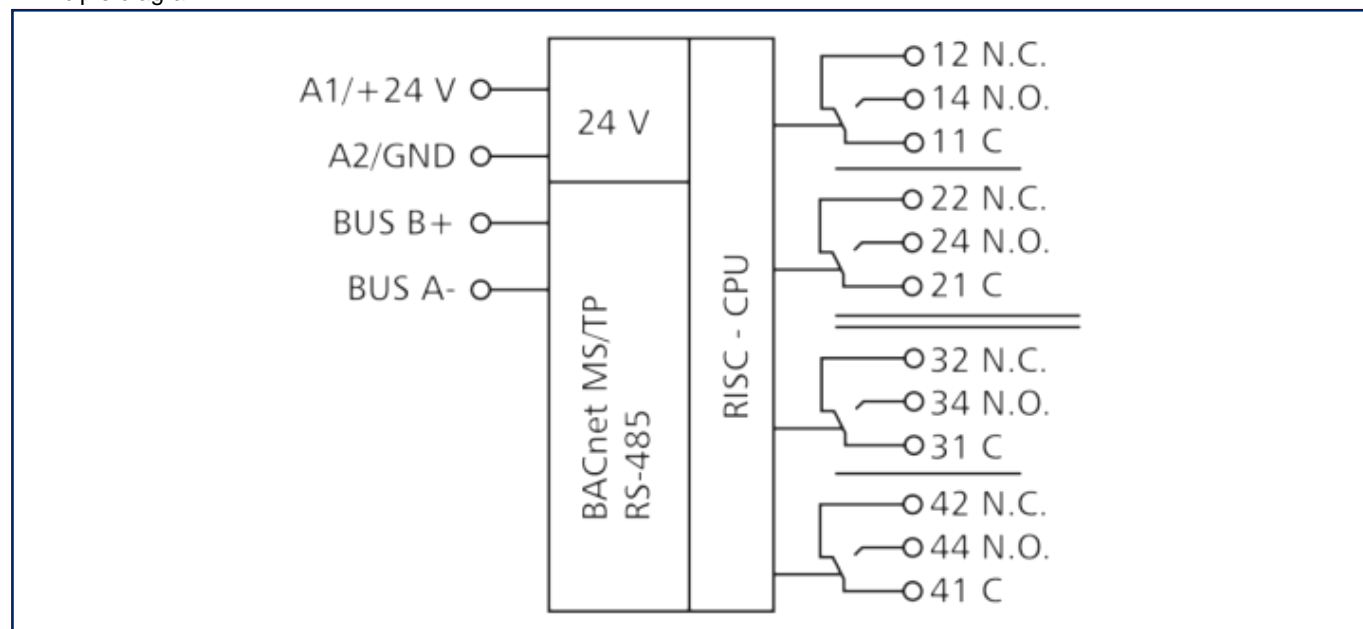 A1/+24 V
A2/GND
BUS B+
BUS A-
24 V
BACnet MS/TP
RS-485
RISC - CPU
12 N.C.
14 N.O.
11 C
22 N.C.
24 N.O.
21 C
32 N.C.
34 N.O.
31 C
42 N.C.
44 N.O.
41 C